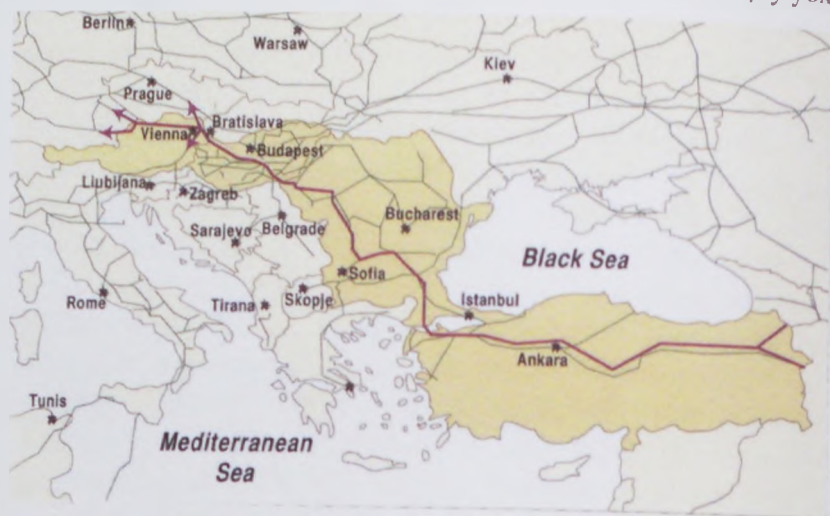 Berlin
Warsaw
Kiev
Prague
Vienna
Bratislava
Budapest
Ljubljana
Zagreb
Bucharest
Sarajevo
Belgrade
Black Sea
Sofia
Rome
Tirana
Skopje
Istanbul
Ankara
Tunis
Mediterranean
Sea